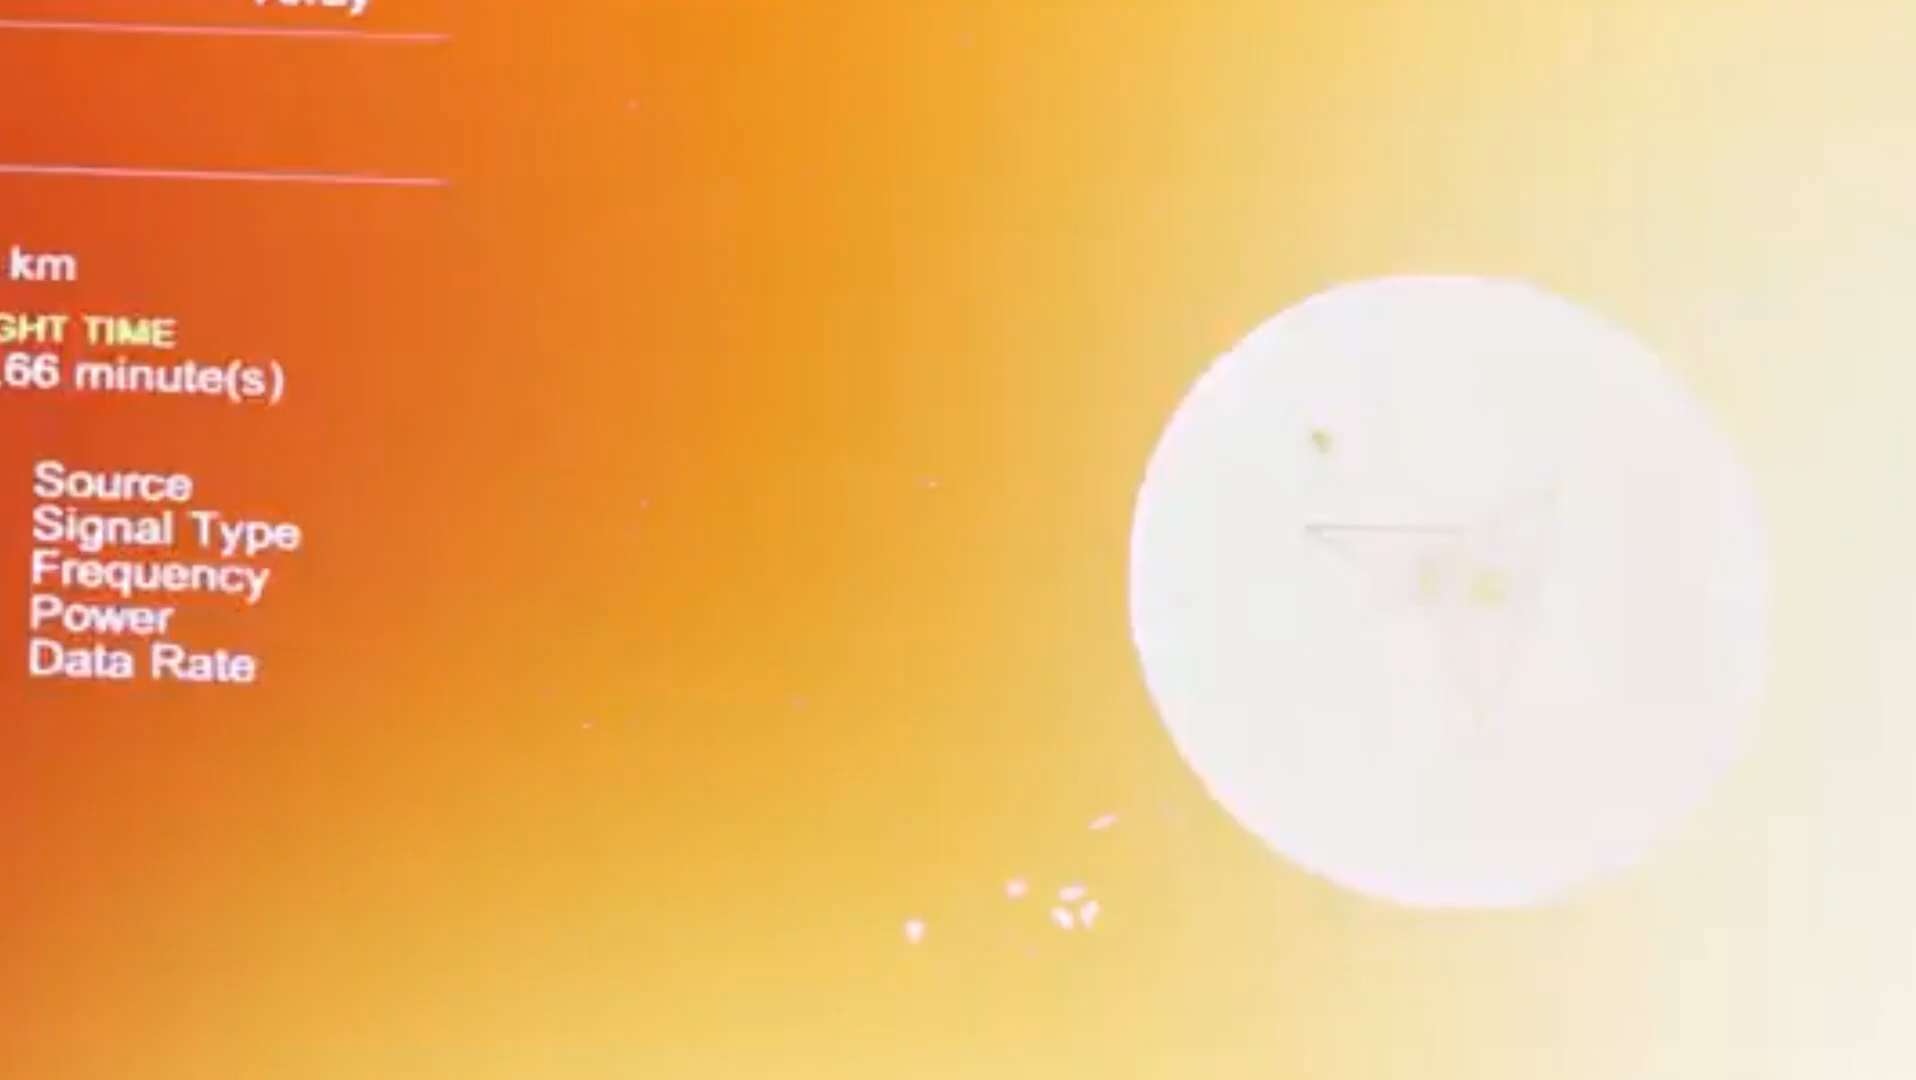 km
GHT TIME
.66 minute(s)
Source
Signal Type
Frequency
Power
Data Rate